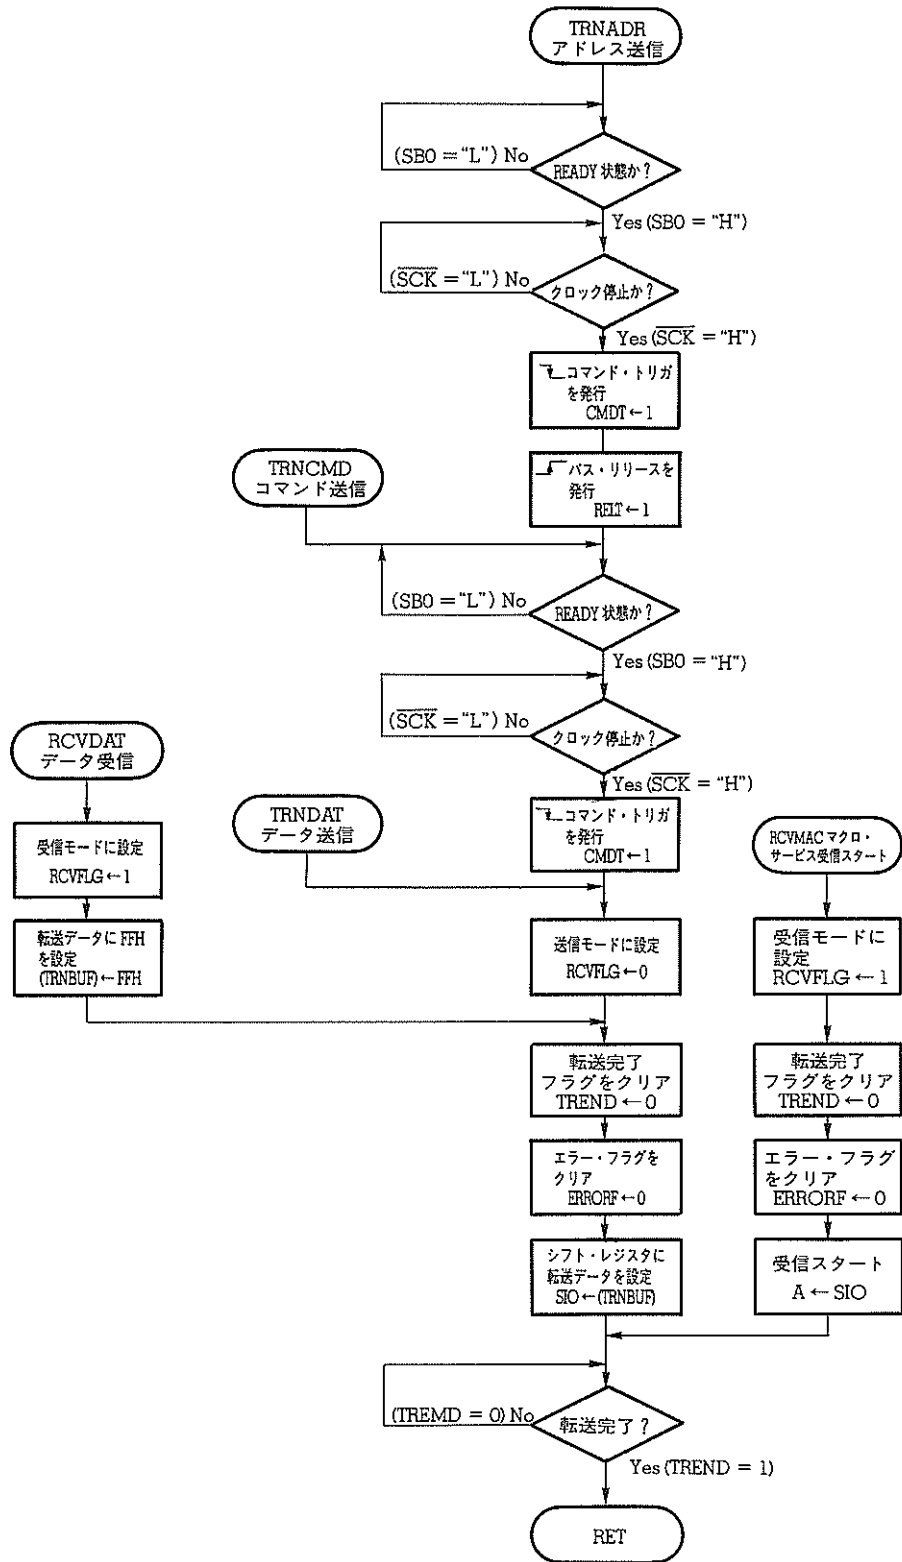 TRNADR
アドレス送信
(SB0 = “L”) No
READY 状態か?
Yes (SB0 = “H”)
(SCK = “L”) No
クロック停止か?
Yes (SCK = “H”)
コマンド・トリガ
を発行
CMDT ← 1
バス・リリースを
発行
RELT ← 1
TRNCMD
コマンド送信
(SB0 = “L”) No
READY 状態か?
Yes (SB0 = “H”)
(SCK = “L”) No
クロック停止か?
Yes (SCK = “H”)
コマンド・トリガ
を発行
CMDT ← 1
RCVDAT
データ受信
受信モードに設定
RCVFLG ← 1
転送データに FFH
を設定
(TRNBUF) ← FFH
TRNDAT
データ送信
送信モードに設定
RCVFLG ← 0
転送完了
フラグをクリア
TREND ← 0
エラー・フラグを
クリア
ERRORF ← 0
シフト・レジスタに
転送データを設定
SIO ← (TRNBUF)
RCVMAC マクロ・
サービス受信スタート
受信モードに
設定
RCVFLG ← 1
転送完了
フラグをクリア
TREND ← 0
エラー・フラグ
をクリア
ERRORF ← 0
受信スタート
A ← SIO
(TREMD = 0) No
転送完了?
Yes (TREND = 1)
RET